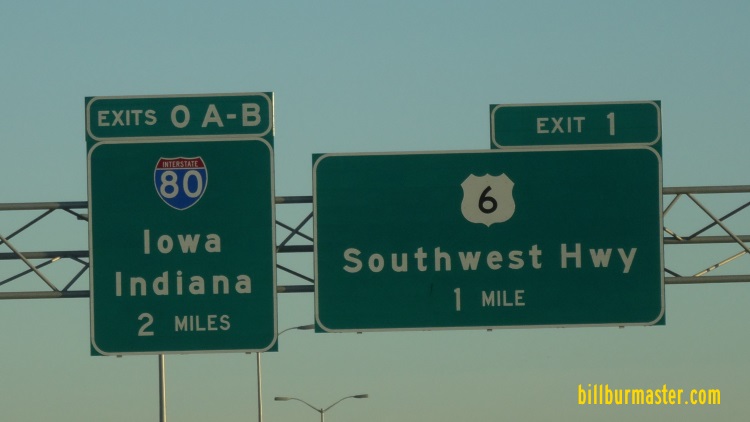 EXITS 0 A-B
INTERSTATE
80
Iowa
Indiana
2 MILES
EXIT 1
6
Southwest Hwy
1 MILE
billburmaster.com